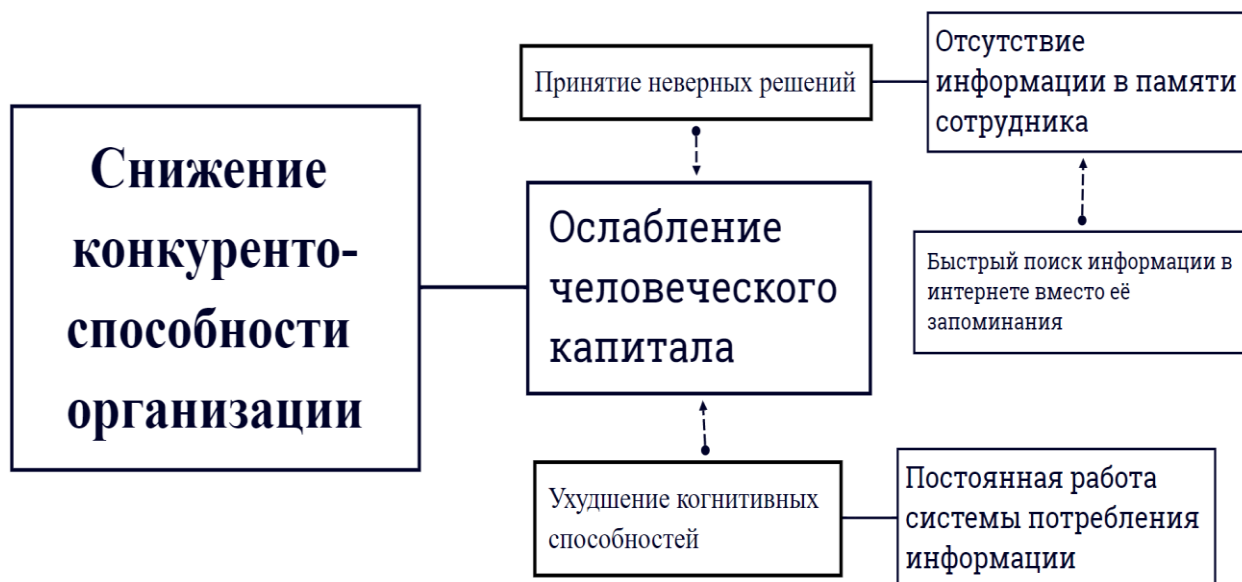 Снижение
конкуренто-
способности
организации
Принятие неверных решений
Ослабление
человеческого
капитала
Ухудшение когнитивных
способностей
Отсутствие
информации в памяти
сотрудника
Быстрый поиск информации в
интернете вместо её
запоминания
Постоянная работа
системы потребления
информации